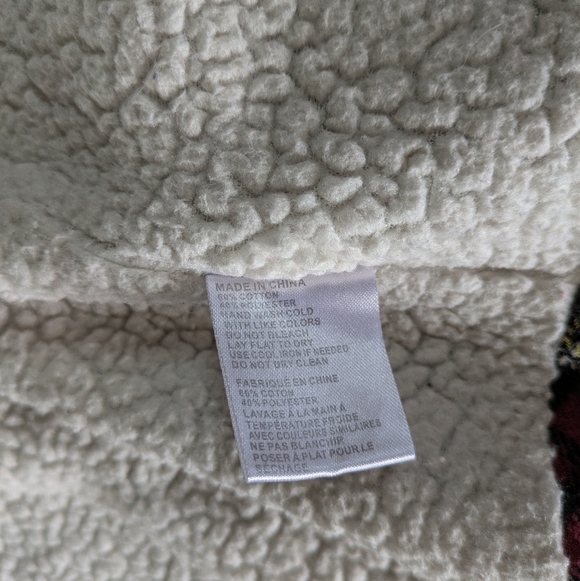 MADE IN CHINA
60% COTTON
40% POLYESTER
HAND WASH COLD
WITH LIKE COLORS
DO NOT BLEACH
LAY FLAT TO DRY
USE COOL IRON IF NEEDED
DO NOT DRY CLEAN
FABRIQUÉ EN CHINE
60% COTON
40% POLYESTER
LAVAGE À LA MAIN À
TEMPÉRATURE FROIDE
AVEC COULEURS SIMILAIRES
NE PAS BLANCHIR
POSER À PLAT POUR LE
SÉCHAGE